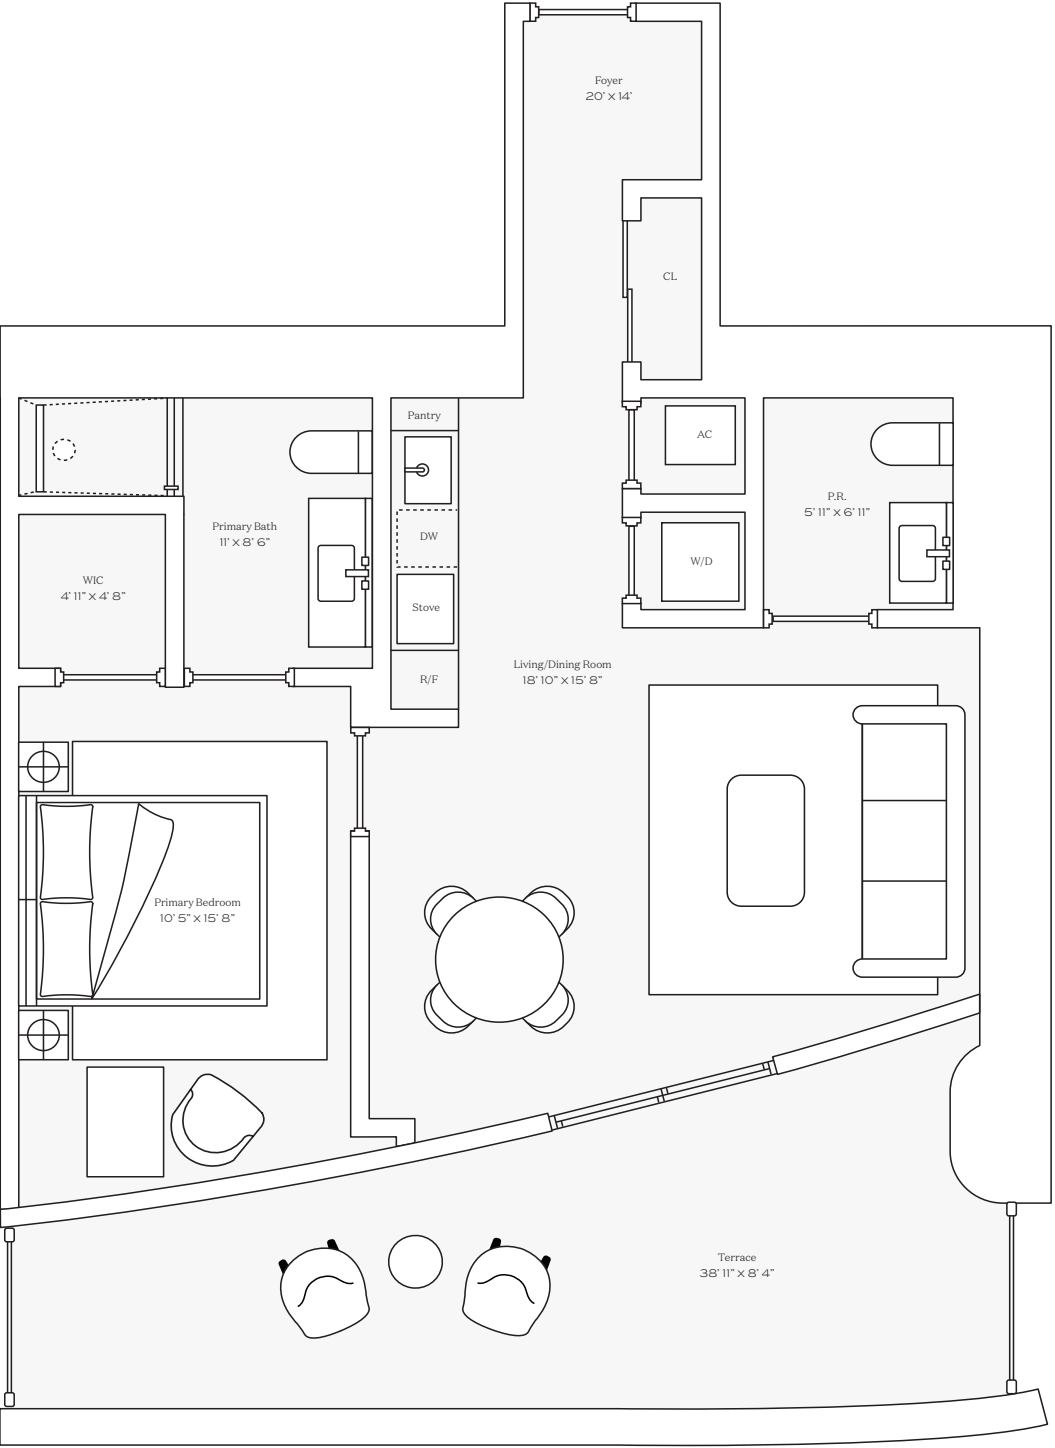 Foyer
20’ X 14’
CL
Pantry
AC
P.R.
5’ 11” X 6’ 11”
Primary Bath
11’ X 8’ 6”
DW
W/D
WIC
4’ 11” X 4’ 8”
Stove
Living/Dining Room
18’ 10” X 15’ 8”
R/F
Primary Bedroom
10’ 5” X 15’ 8”
Terrace
38’ 11” X 8’ 4”